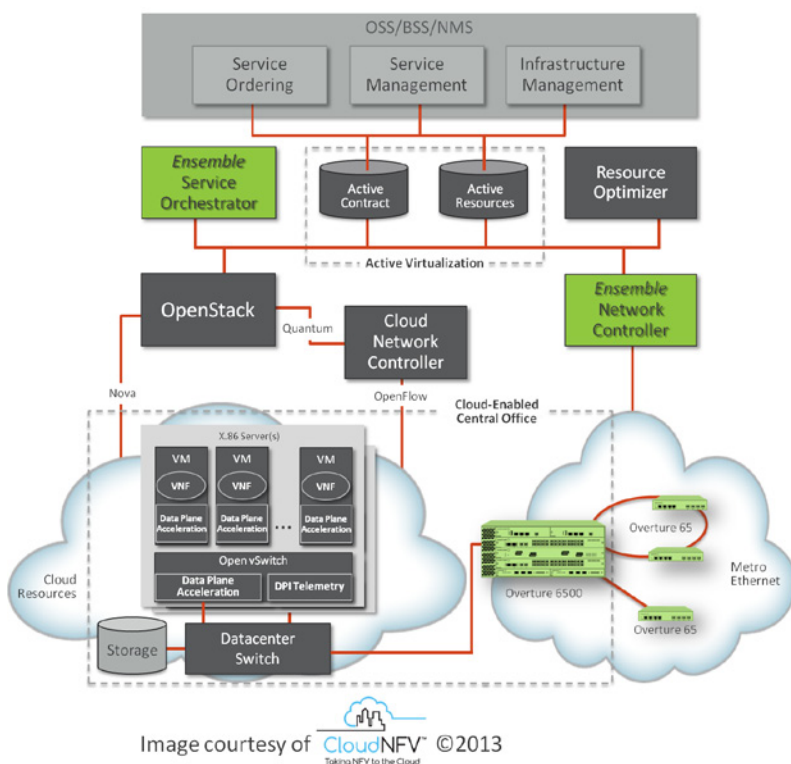 OSS/BSS/NMS
Service
Ordering
Service
Management
Infrastructure
Management
Ensemble
Service
Orchestrator
Active
Contract
Active
Resources
Resource
Optimizer
Active Virtualization
OpenStack
Quantum
Cloud
Network
Controller
Ensemble
Network
Controller
Nova
OpenFlow
Cloud-Enabled
Central Office
X.86 Server(s)
VM
VM
VM
VNF
VNF
VNF
Data Plane
Acceleration
Data Plane
Acceleration
...
Data Plane
Acceleration
Open vSwitch
Data Plane
Acceleration
DPI Telemetry
Cloud
Resources
Storage
Datacenter
Switch
Overture 6500
Overture 65
Overture 65
Metro
Ethernet
Image courtesy of CloudNFV™ ©2013
Taking NFV to the Cloud